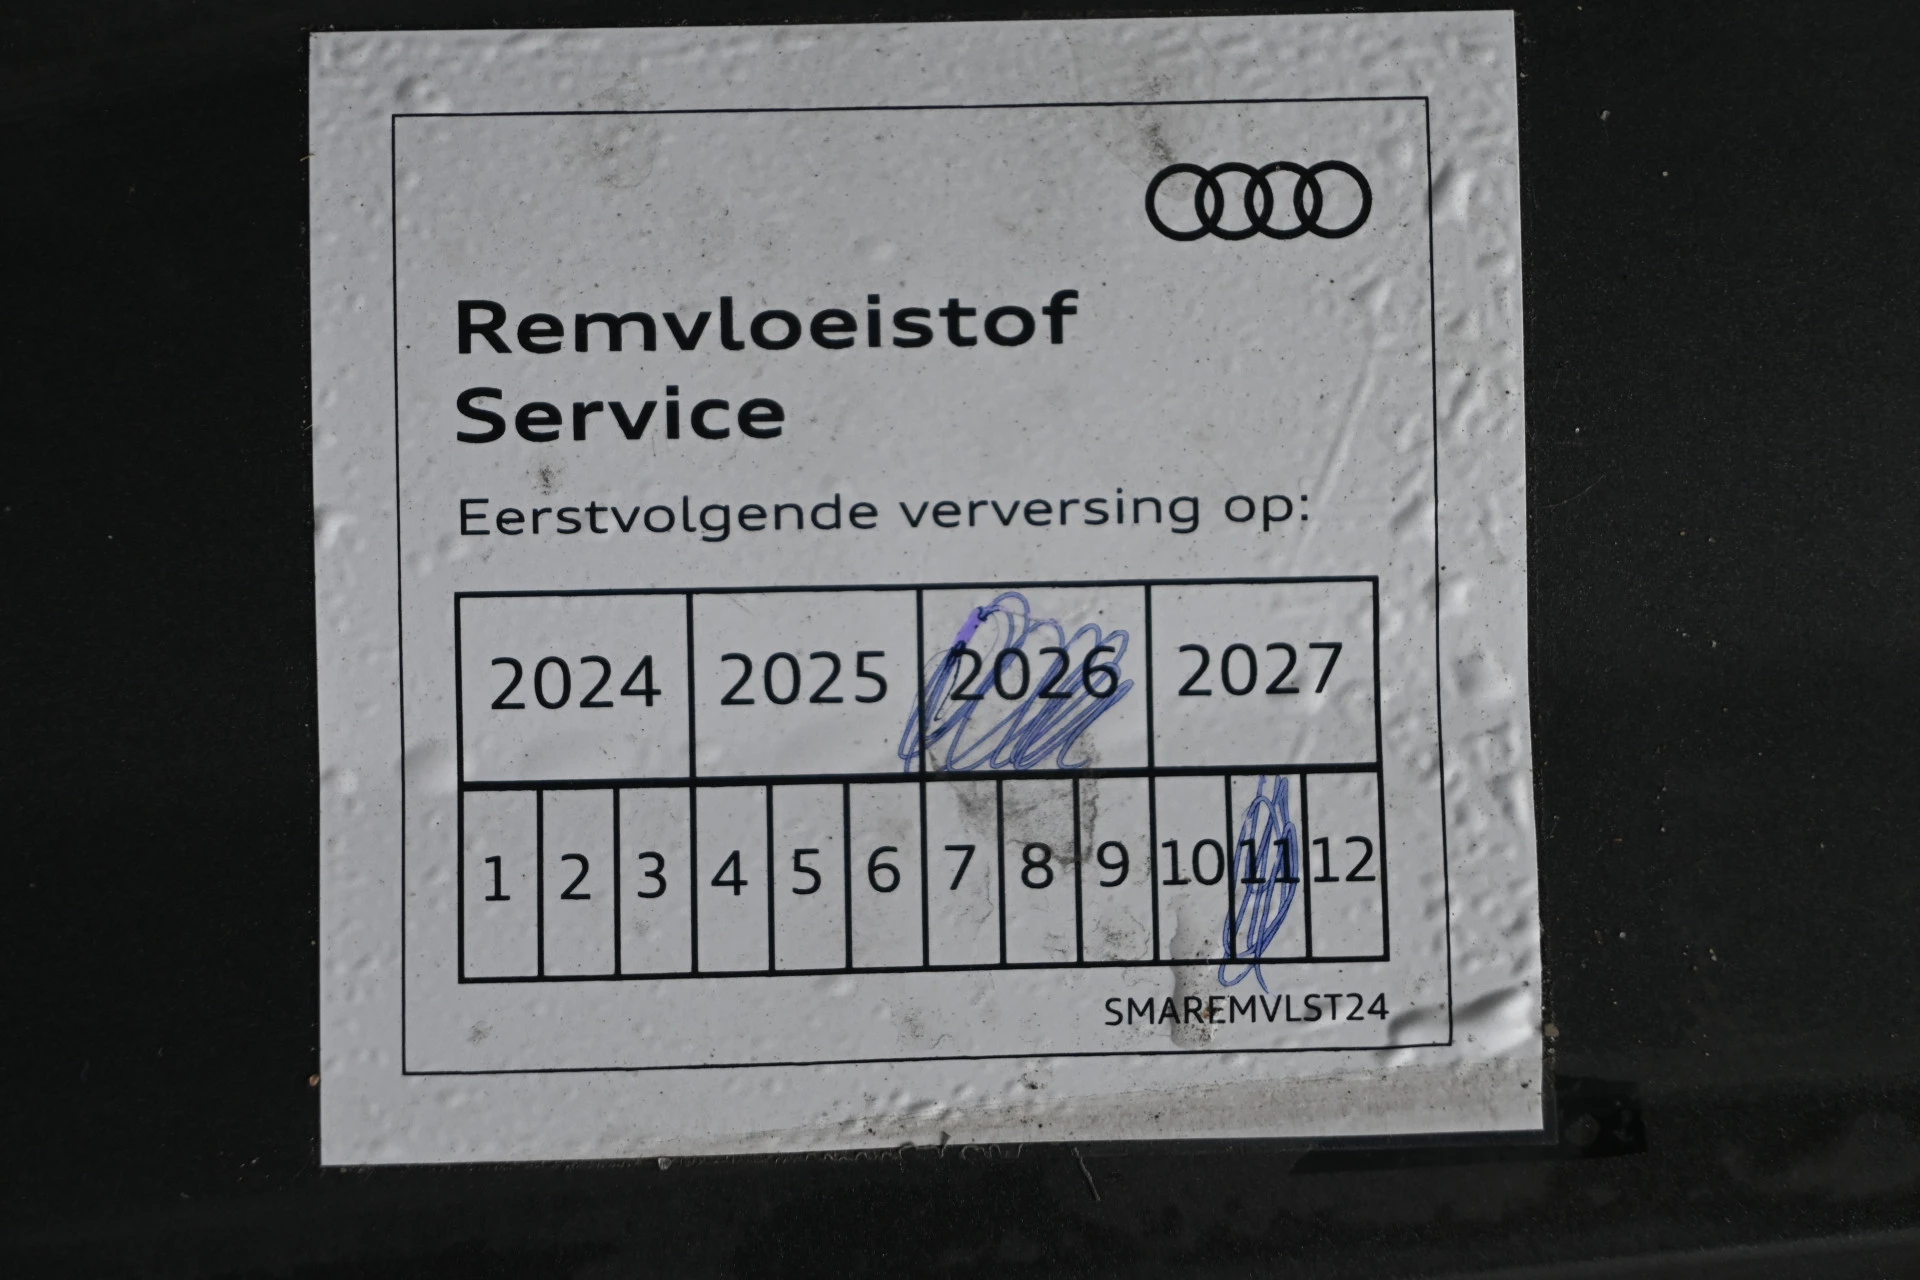 Remvloeistof
Service
Eerstvolgende verversing op:
2024 2025 2026 2027
1 2 3 4 5 6 7 8 9 10 11 12
SMAREMVLST24